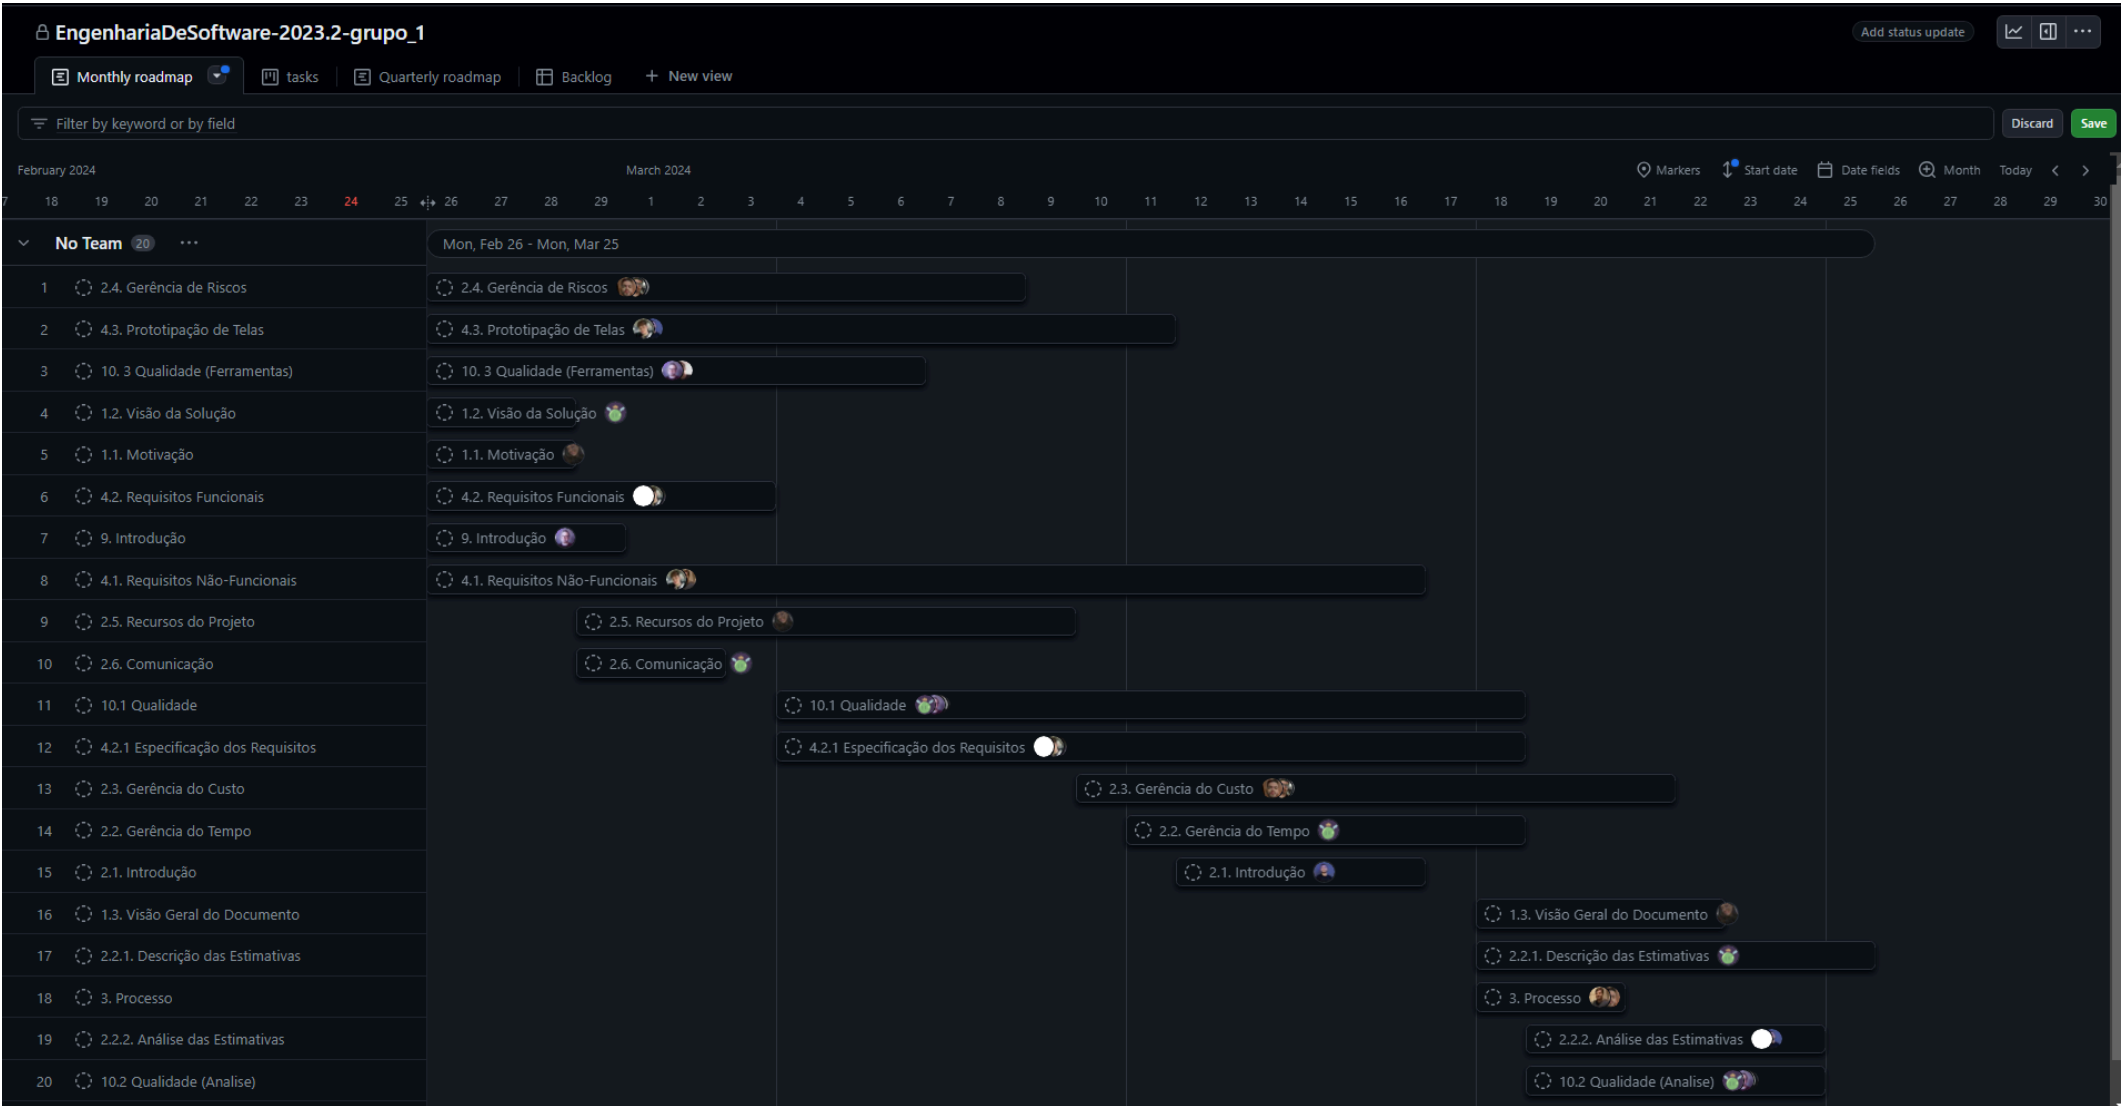 EngenhariaDeSoftware-2023.2-grupo_1
Add status update
Monthly roadmap tasks Quarterly roadmap Backlog + New view
Filter by keyword or by field
Discard Save
February 2024 March 2024 Markers Start date Date fields Month Today
7 18 19 20 21 22 23 24 25 26 27 28 29 1 2 3 4 5 6 7 8 9 10 11 12 13 14 15 16 17 18 19 20 21 22 23 24 25 26 27 28 29 30
No Team 20 ... Mon, Feb 26 - Mon, Mar 25
1 2.4. Gerência de Riscos 2.4. Gerência de Riscos
2 4.3. Prototipação de Telas 4.3. Prototipação de Telas
3 10. 3 Qualidade (Ferramentas) 10. 3 Qualidade (Ferramentas)
4 1.2. Visão da Solução 1.2. Visão da Solução
5 1.1. Motivação 1.1. Motivação
6 4.2. Requisitos Funcionais 4.2. Requisitos Funcionais
7 9. Introdução 9. Introdução
8 4.1. Requisitos Não-Funcionais 4.1. Requisitos Não-Funcionais
9 2.5. Recursos do Projeto 2.5. Recursos do Projeto
10 2.6. Comunicação 2.6. Comunicação
11 10.1 Qualidade 10.1 Qualidade
12 4.2.1 Especificação dos Requisitos 4.2.1 Especificação dos Requisitos
13 2.3. Gerência do Custo 2.3. Gerência do Custo
14 2.2. Gerência do Tempo 2.2. Gerência do Tempo
15 2.1. Introdução 2.1. Introdução
16 1.3. Visão Geral do Documento 1.3. Visão Geral do Documento
17 2.2.1. Descrição das Estimativas 2.2.1. Descrição das Estimativas
18 3. Processo 3. Processo
19 2.2.2. Análise das Estimativas 2.2.2. Análise das Estimativas
20 10.2 Qualidade (Analise) 10.2 Qualidade (Analise)